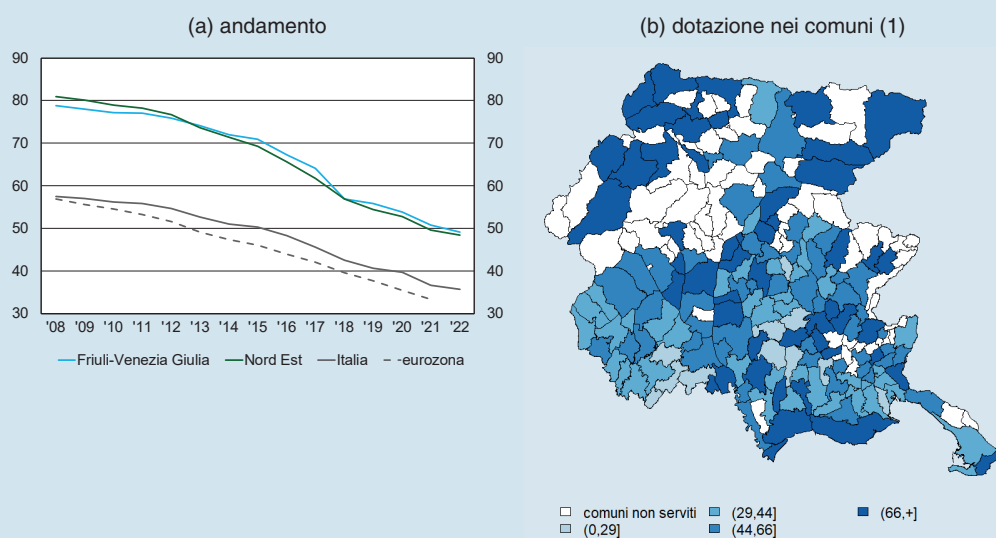 (a) andamento
90 90
80 80
70 70
60 60
50 50
40 40
30 30
'08 '09 '10 '11 '12 '13 '14 '15 '16 '17 '18 '19 '20 '21 '22
Friuli-Venezia Giulia Nord Est Italia eurozona
(b) dotazione nei comuni (1)
comuni non serviti (29,44] (66,+]
(0,29] (44,66]